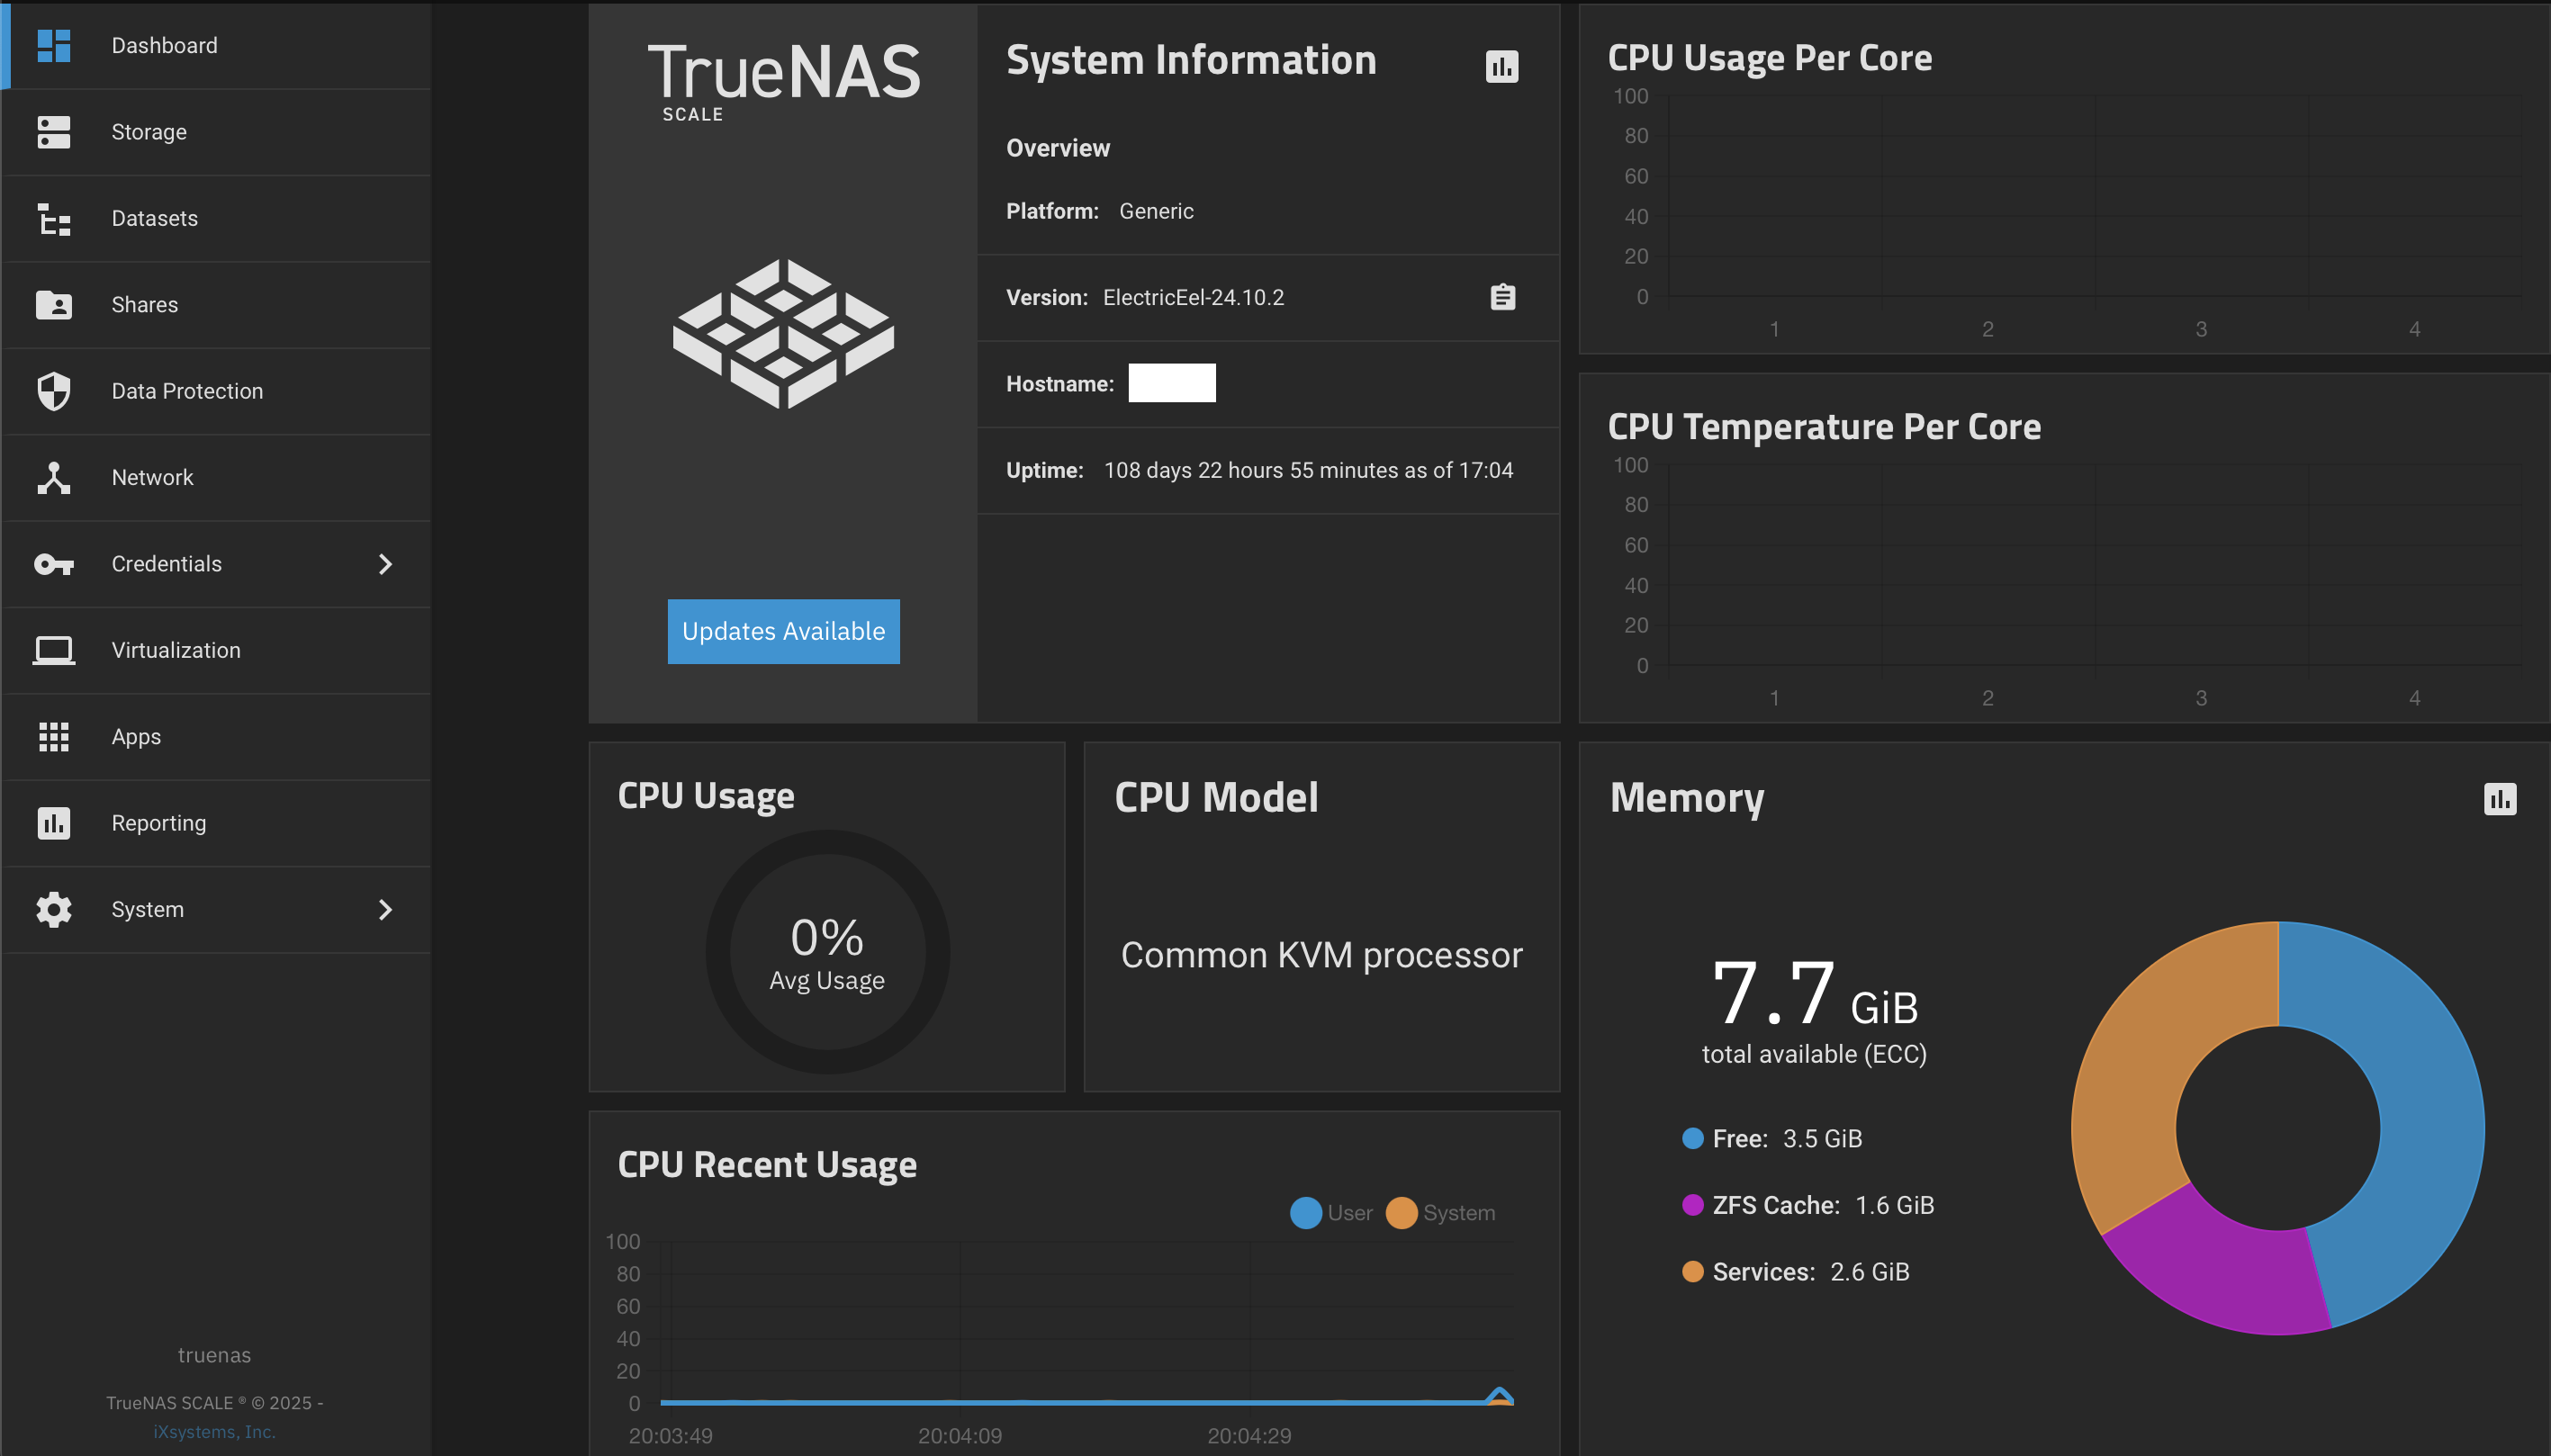 Dashboard
Storage
Datasets
Shares
Data Protection
Network
Credentials
Virtualization
Apps
Reporting
System
truenas
TrueNAS SCALE ® © 2025 -
iXsystems, Inc.
TrueNAS
SCALE
Updates Available
System Information
Overview
Platform: Generic
Version: ElectricEel-24.10.2
Hostname:
Uptime: 108 days 22 hours 55 minutes as of 17:04
CPU Usage Per Core
100
80
60
40
20
0
1 2 3 4
CPU Temperature Per Core
100
80
60
40
20
0
1 2 3 4
CPU Usage
0%
Avg Usage
CPU Model
Common KVM processor
Memory
7.7 GiB
total available (ECC)
Free: 3.5 GiB
ZFS Cache: 1.6 GiB
Services: 2.6 GiB
CPU Recent Usage
User System
100
80
60
40
20
0
20:03:49 20:04:09 20:04:29